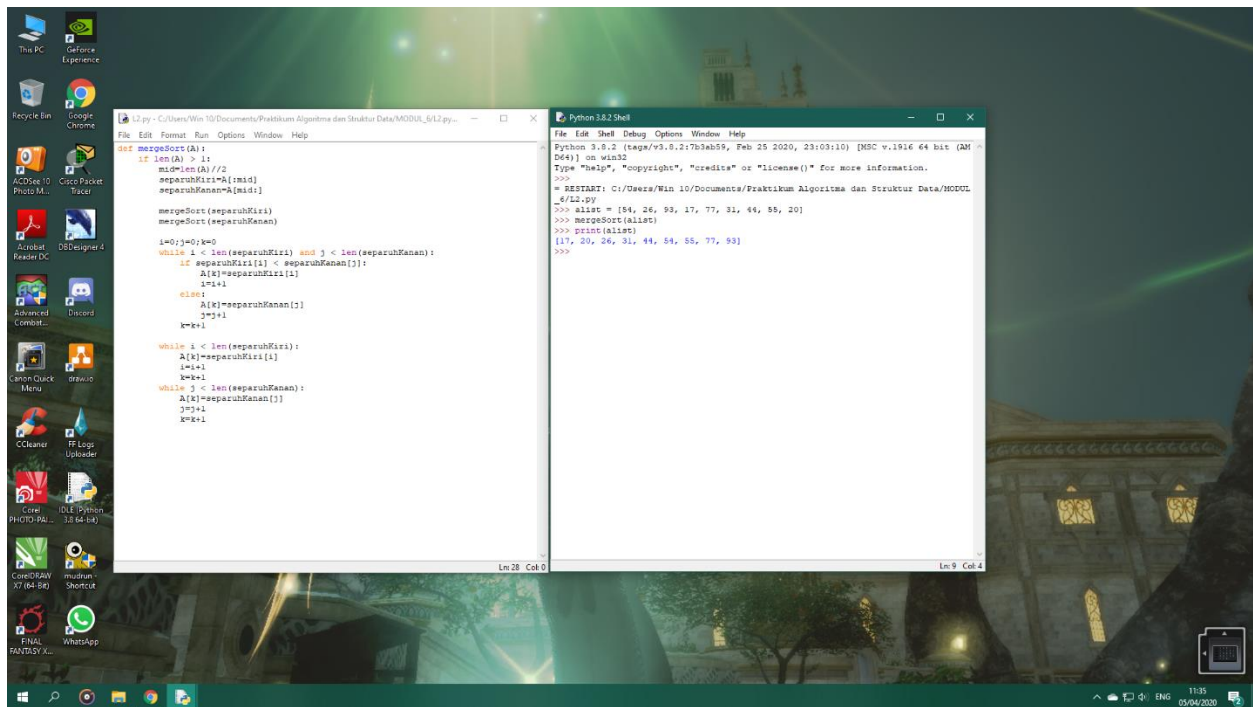 This PC
GeForce
Experience
Recycle Bin
Google
Chrome
ACDSee 10
Photo M...
Cisco Packet
Tracer
Acrobat
Reader DC
DBDesigner 4
Advanced
Combat...
Discord
Canon Quick
Menu
draw.io
CCleaner
FF Logs
Uploader
Corel
PHOTO-PAI...
IDLE (Python
3.8 64-bit)
CorelDRAW
X7 (64-Bit)
mudrun -
Shortcut
FINAL
FANTASY X...
WhatsApp
L2.py - C:/Users/Win 10/Documents/Praktikum Algoritma dan Struktur Data/MODUL_6/L2.py...
File Edit Format Run Options Window Help
def mergeSort(A):
    if len(A) > 1:
        mid=len(A)//2
        separuhKiri=A[:mid]
        separuhKanan=A[mid:]
        mergeSort(separuhKiri)
        mergeSort(separuhKanan)
        i=0;j=0;k=0
        while i < len(separuhKiri) and j < len(separuhKanan):
            if separuhKiri[i] < separuhKanan[j]:
                A[k]=separuhKiri[i]
                i=i+1
            else:
                A[k]=separuhKanan[j]
                j=j+1
            k=k+1
        while i < len(separuhKiri):
            A[k]=separuhKiri[i]
            i=i+1
            k=k+1
        while j < len(separuhKanan):
            A[k]=separuhKanan[j]
            j=j+1
            k=k+1
Ln: 28 Col: 0
Python 3.8.2 Shell
File Edit Shell Debug Options Window Help
Python 3.8.2 (tags/v3.8.2:7b3ab59, Feb 25 2020, 23:03:10) [MSC v.1916 64 bit (AM
D64)] on win32
Type "help", "copyright", "credits" or "license()" for more information.
>>>
= RESTART: C:/Users/Win 10/Documents/Praktikum Algoritma dan Struktur Data/MODUL
_6/L2.py
>>> alist = [54, 26, 93, 17, 77, 31, 44, 55, 20]
>>> mergeSort(alist)
>>> print(alist)
[17, 20, 26, 31, 44, 54, 55, 77, 93]
>>>
Ln: 9 Col: 4
ENG
11:35
05/04/2020
2